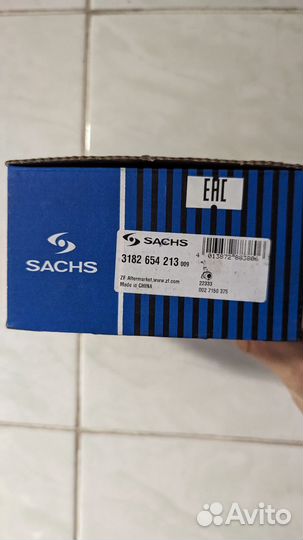 EAC
SACHS
SACHS
3182 654 213 009
4 013872 883806
ZF Aftermarket.www.zf.com
Made in CHINA
22333
002 7150 375
Avito